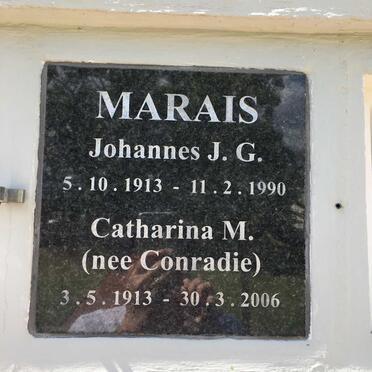 MARAIS
Johannes J. G.
5.10.1913 - 11.2.1990
Catharina M.
(nee Conradie)
3.5.1913 - 30.3.2006